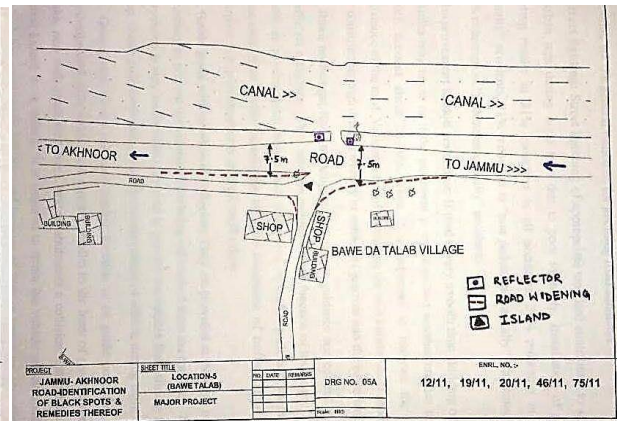 CANAL >>
CANAL >>
< TO AKHNOOR
7.5m
ROAD
7.5m
TO JAMMU >>>
ROAD
BUILDING
BUILDING
SHOP
SHOP
BUILDING
BAWE DA TALAB VILLAGE
ROAD
REFLECTOR
ROAD WIDENING
ISLAND
PROJECT
JAMMU- AKHNOOR
ROAD-IDENTIFICATION
OF BLACK SPOTS &
REMEDIES THEREOF
SHEET TITLE
LOCATION-5
(BAWE TALAB)
MAJOR PROJECT
NO. DATE REMARKS
DRG NO. 05A
Scale: NTS
ENRL. NO. :-
12/11, 19/11, 20/11, 46/11, 75/11